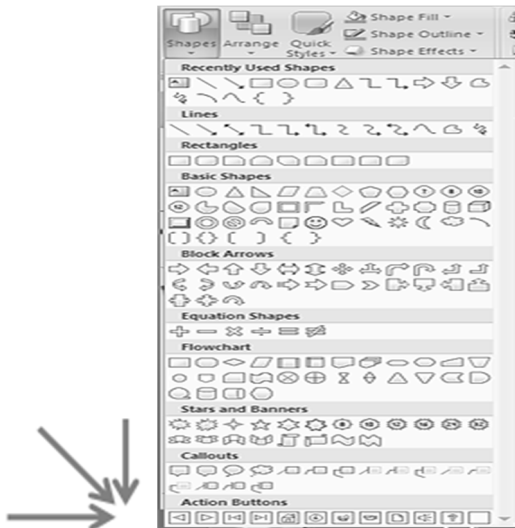 Shapes Arrange Quick Styles
Shape Fill
Shape Outline
Shape Effects
Recently Used Shapes
Lines
Rectangles
Basic Shapes
Block Arrows
Equation Shapes
Flowchart
Stars and Banners
Callouts
Action Buttons